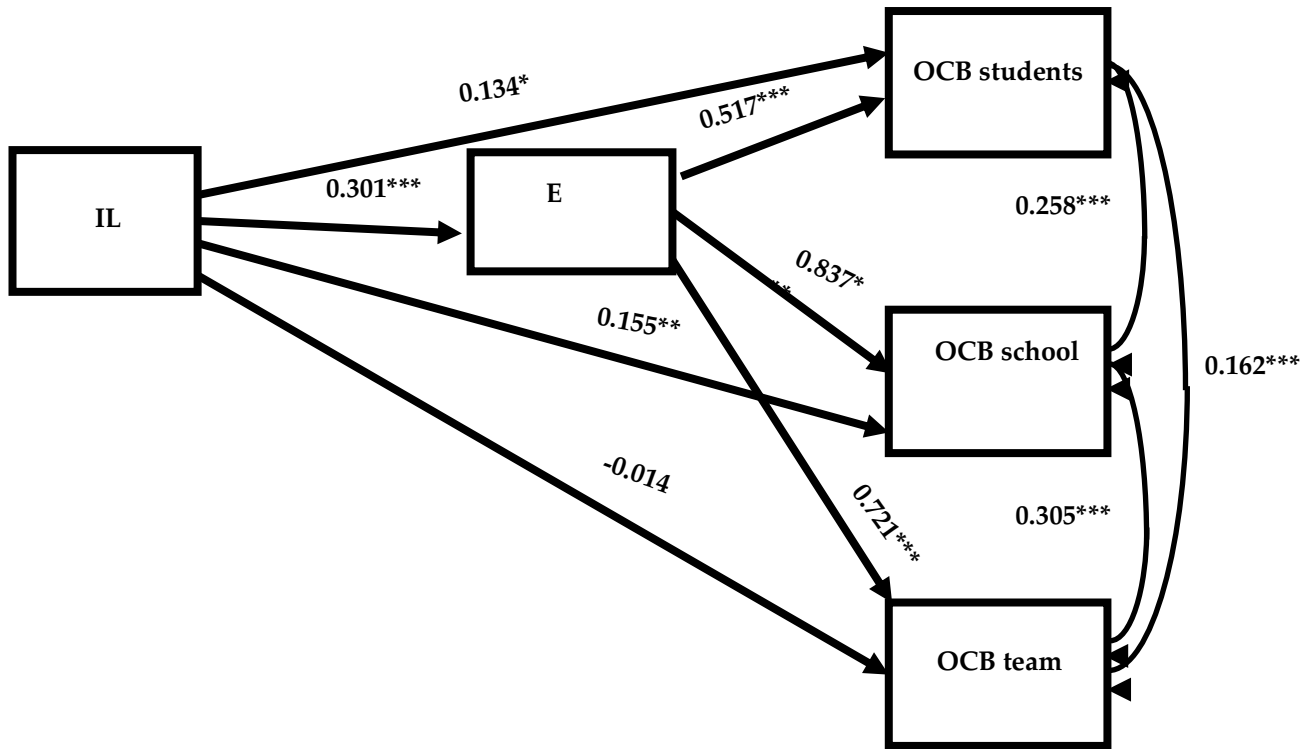 OCB students
0.134*
0.517***
0.301***
E
IL
0.258***
0.837*
**
0.155**
OCB school
0.162***
-0.014
0.721***
0.305***
OCB team